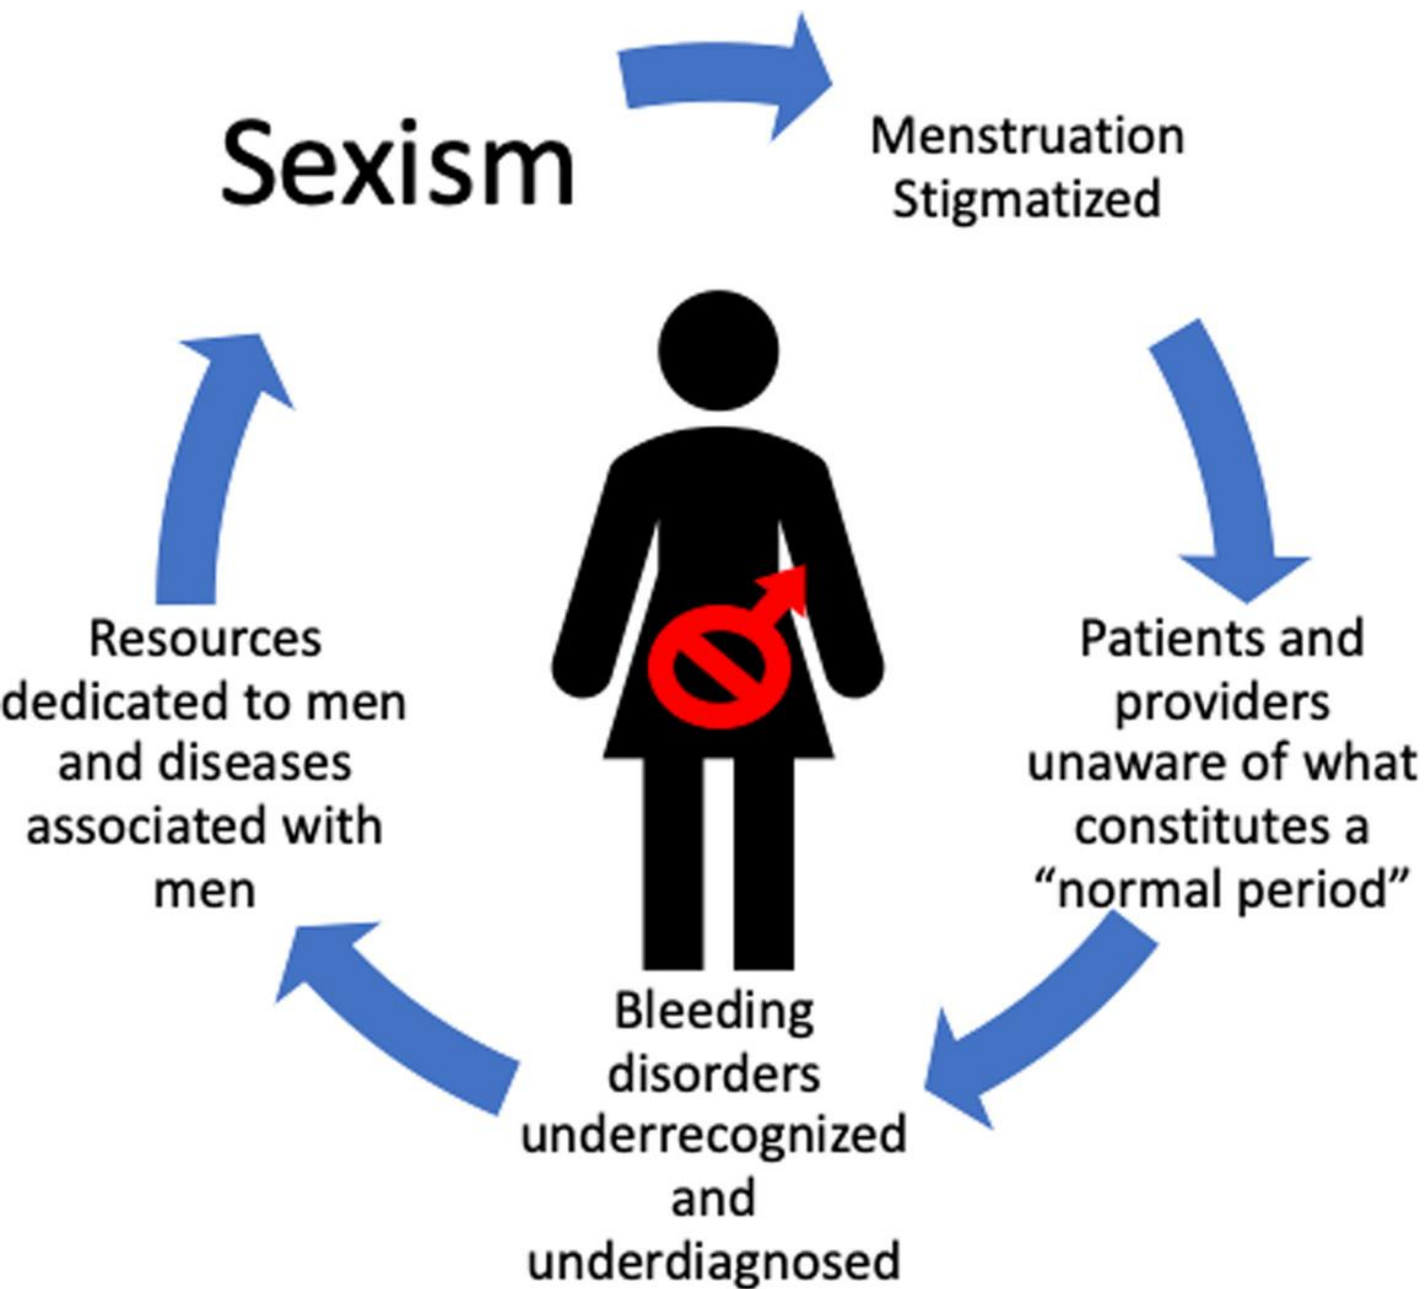 Sexism
Menstruation
Stigmatized
Patients and
providers
unaware of what
constitutes a
“normal period”
Bleeding
disorders
underrecognized
and
underdiagnosed
Resources
dedicated to men
and diseases
associated with
men